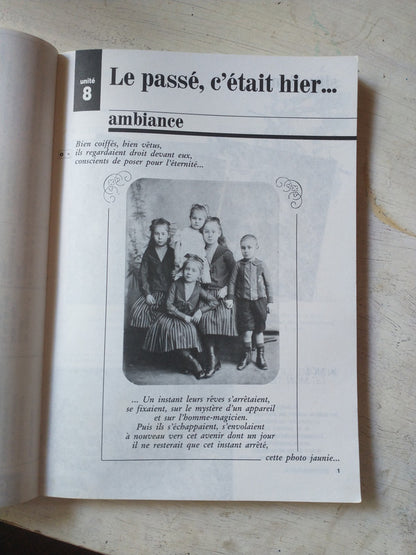 unité
8
Le passé, c'était hier...
ambiance
Bien coiffés, bien vêtus,
ils regardaient droit devant eux,
conscients de poser pour l'éternité...
... Un instant leurs rêves s'arrêtaient,
se fixaient, sur le mystère d'un appareil
et sur l'homme-magicien.
Puis ils s'échappaient, s'envolaient
à nouveau vers cet avenir dont un jour
il ne resterait que cet instant arrêté,
cette photo jaunie...
1